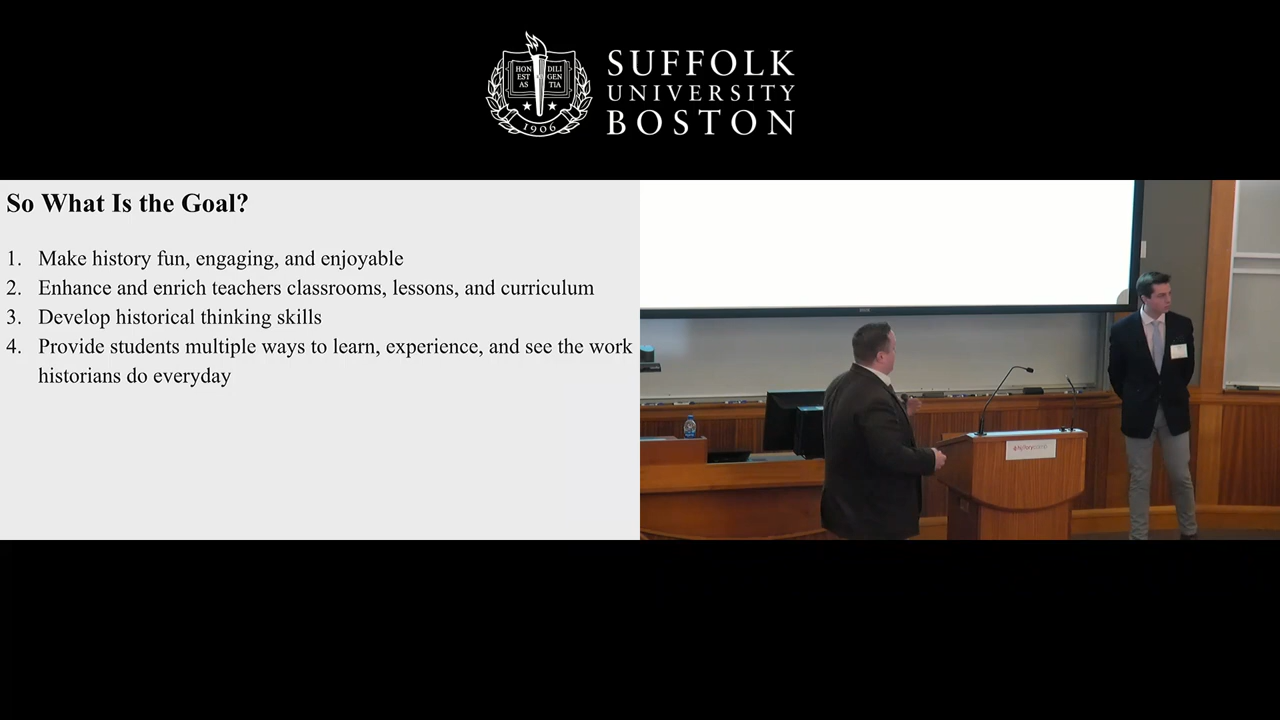 HON DILI
EST GEN
AS TIA
1906
SUFFOLK
UNIVERSITY
BOSTON
So What Is the Goal?
1. Make history fun, engaging, and enjoyable
2. Enhance and enrich teachers classrooms, lessons, and curriculum
3. Develop historical thinking skills
4. Provide students multiple ways to learn, experience, and see the work
historians do everyday